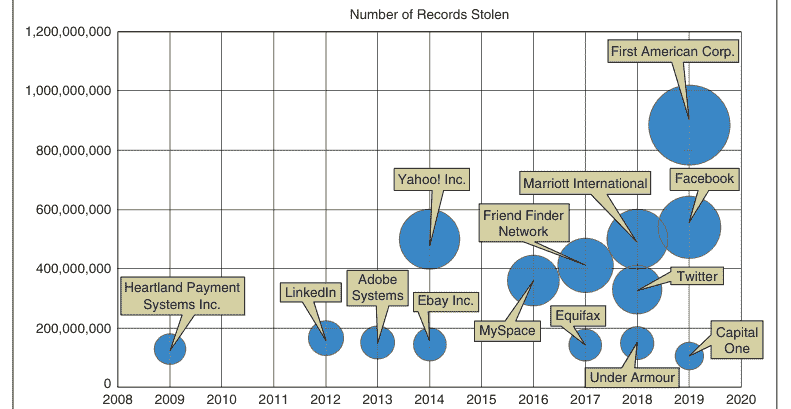 Number of Records Stolen
1,200,000,000
1,000,000,000
800,000,000
600,000,000
400,000,000
200,000,000
0
First American Corp.
Yahoo! Inc.
Marriott International
Facebook
Friend Finder
Network
Heartland Payment
Systems Inc.
LinkedIn
Adobe
Systems
Ebay Inc.
MySpace
Equifax
Twitter
Under Armour
Capital
One
2008 2009 2010 2011 2012 2013 2014 2015 2016 2017 2018 2019 2020